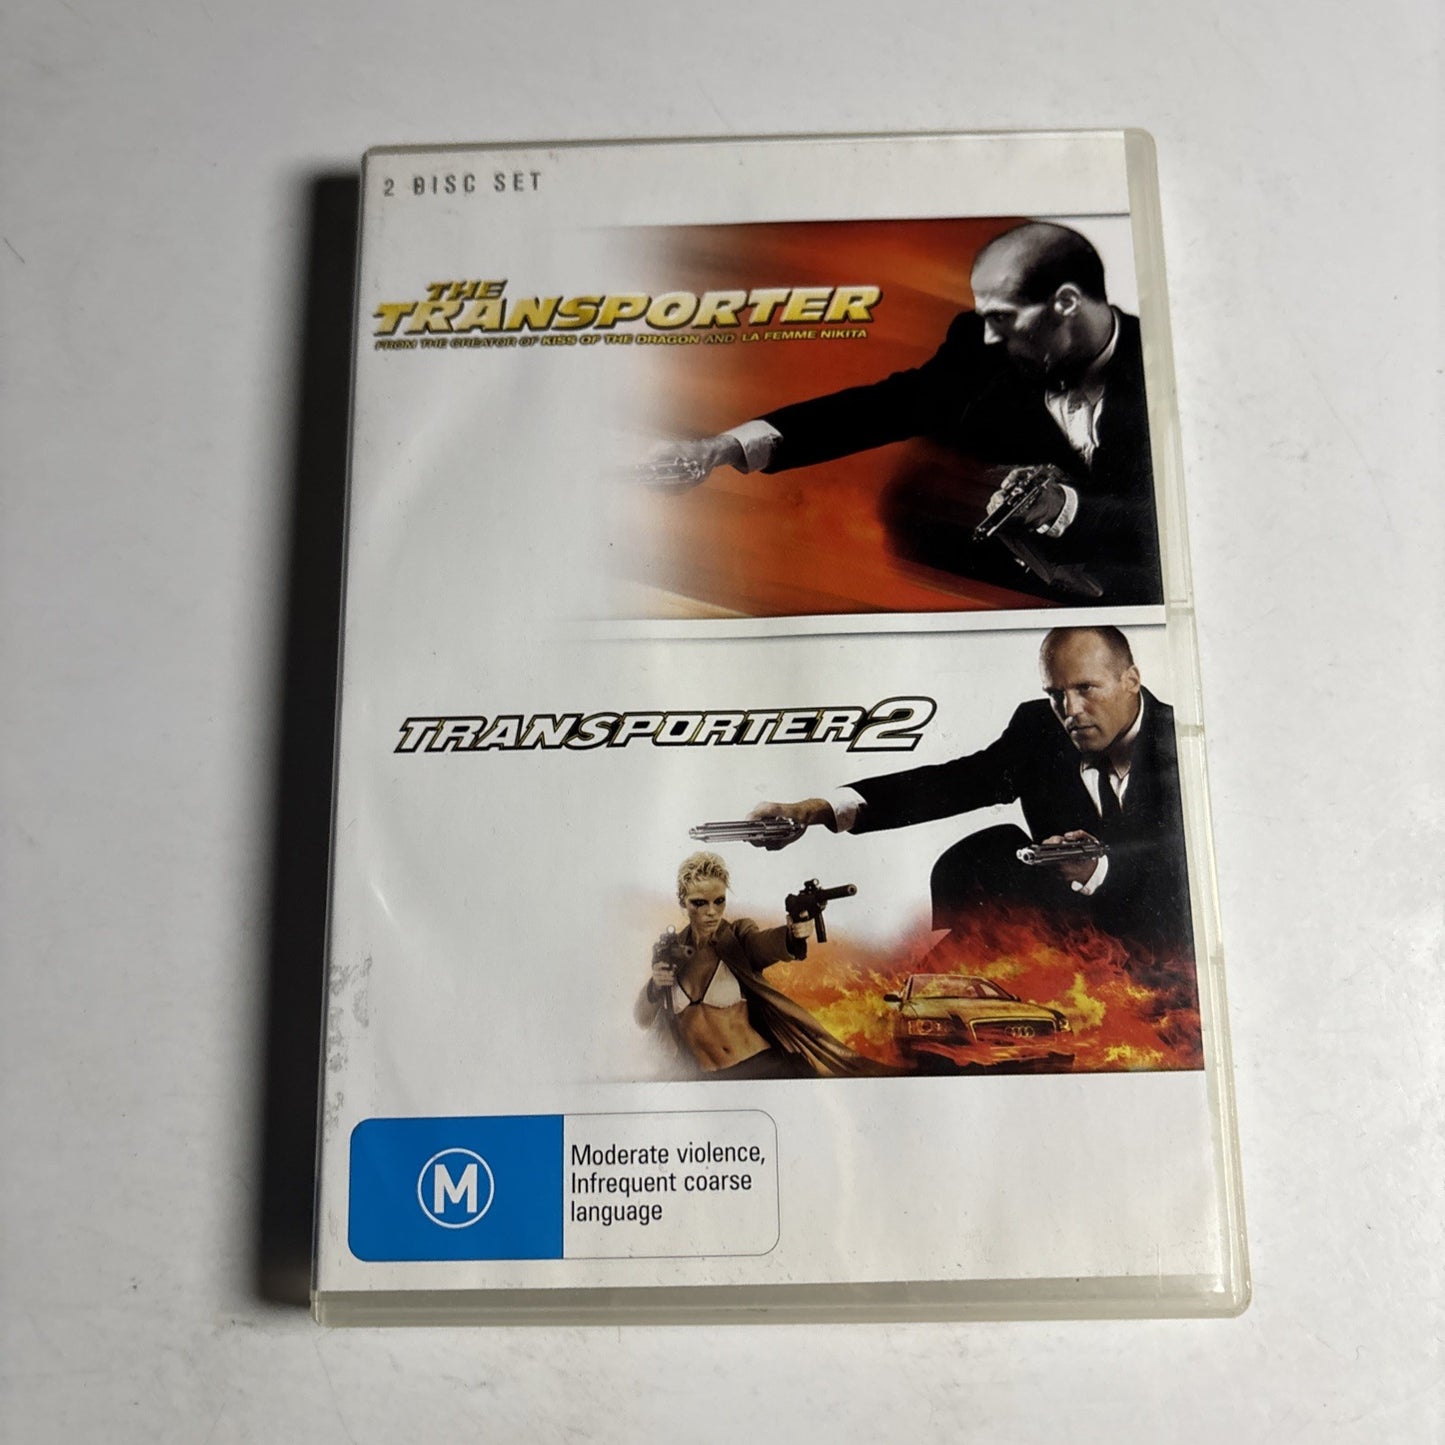 2 DISC SET
THE
TRANSPORTER
FROM THE CREATOR OF KISS OF THE DRAGON AND LA FEMME NIKITA
TRANSPORTER 2
M
Moderate violence,
Infrequent coarse
language